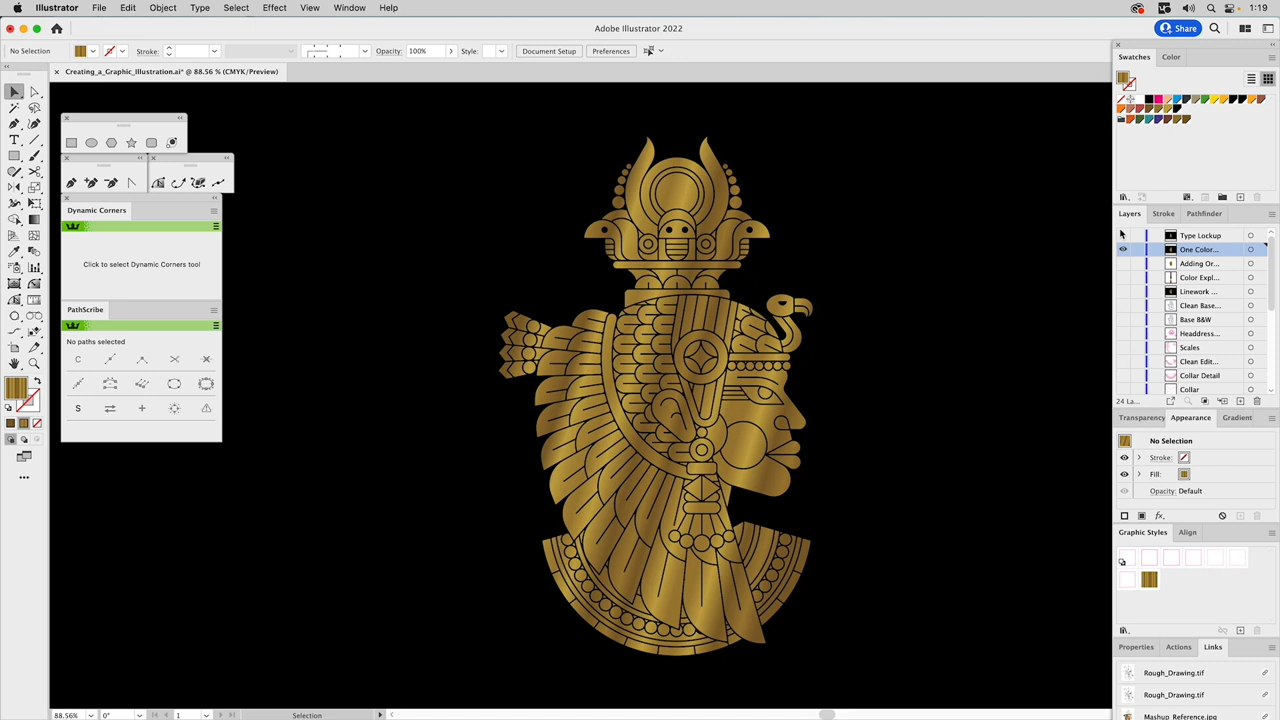 Illustrator File Edit Object Type Select Effect View Window Help 1:19
Adobe Illustrator 2022
Share
No Selection Stroke: Opacity: 100% Style: Document Setup Preferences
Creating_a_Graphic_Illustration.ai* @ 88.56 % (CMYK/Preview)
Dynamic Corners
Click to select Dynamic Corners tool
PathScribe
No paths selected
C
S
Swatches Color
Layers Stroke Pathfinder
Type Lockup
One Color...
Adding Or...
Color Expl...
Linework ...
Clean Base...
Base B&W
Headdress...
Scales
Clean Edit...
Collar Detail
Collar
24 La...
Transparency Appearance Gradient
No Selection
Stroke:
Fill:
Opacity: Default
fx
Graphic Styles Align
Properties Actions Links
Rough_Drawing.tif
Rough_Drawing.tif
Mashup_Reference.jpg
88.56% 0° 1 Selection